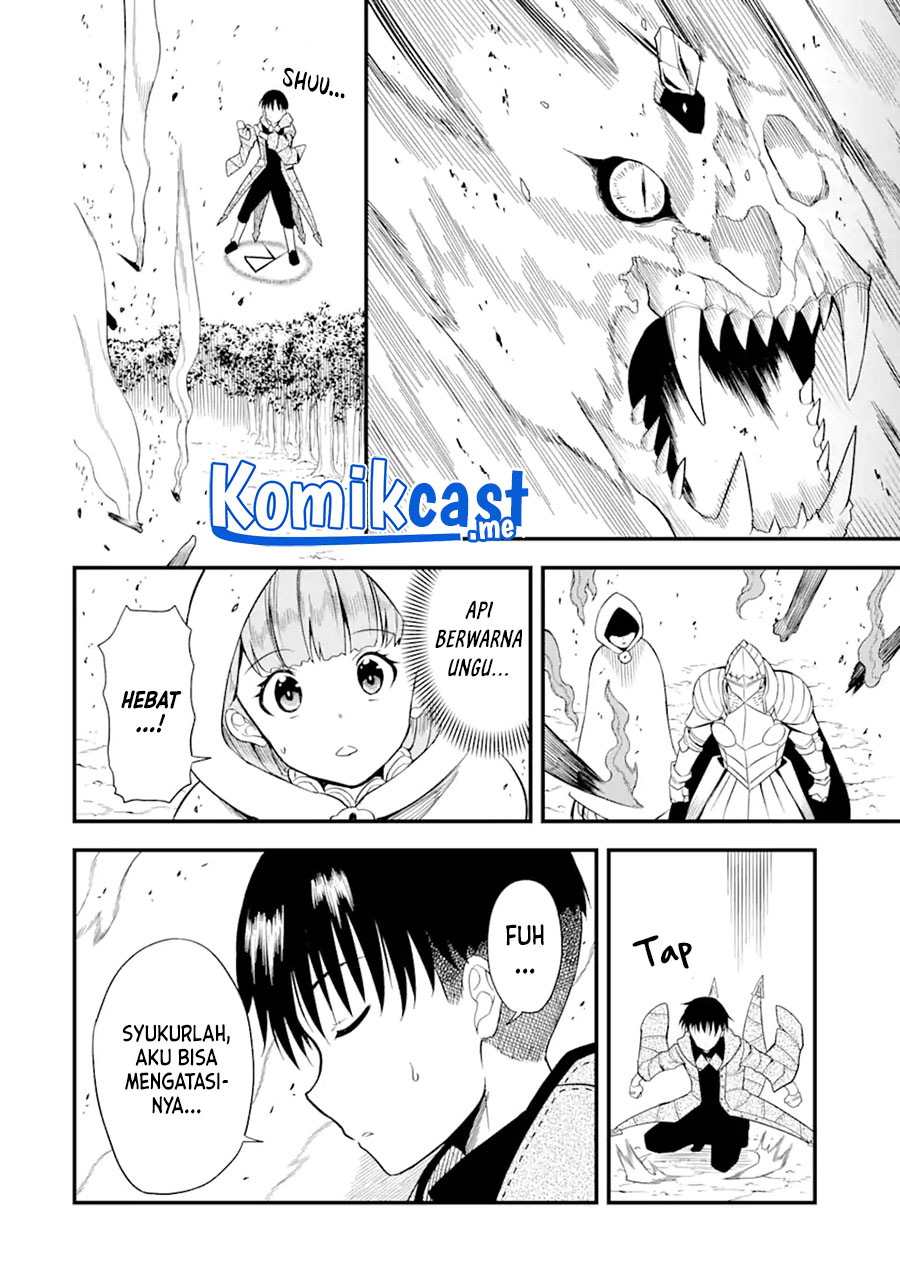 SHUU...
Komikcast
.me
API
BERWARNA
UNGU...
HEBAT
...!
Tap
FUH
...
SYUKURLAH,
AKU BISA
MENGATASI-
NYA...